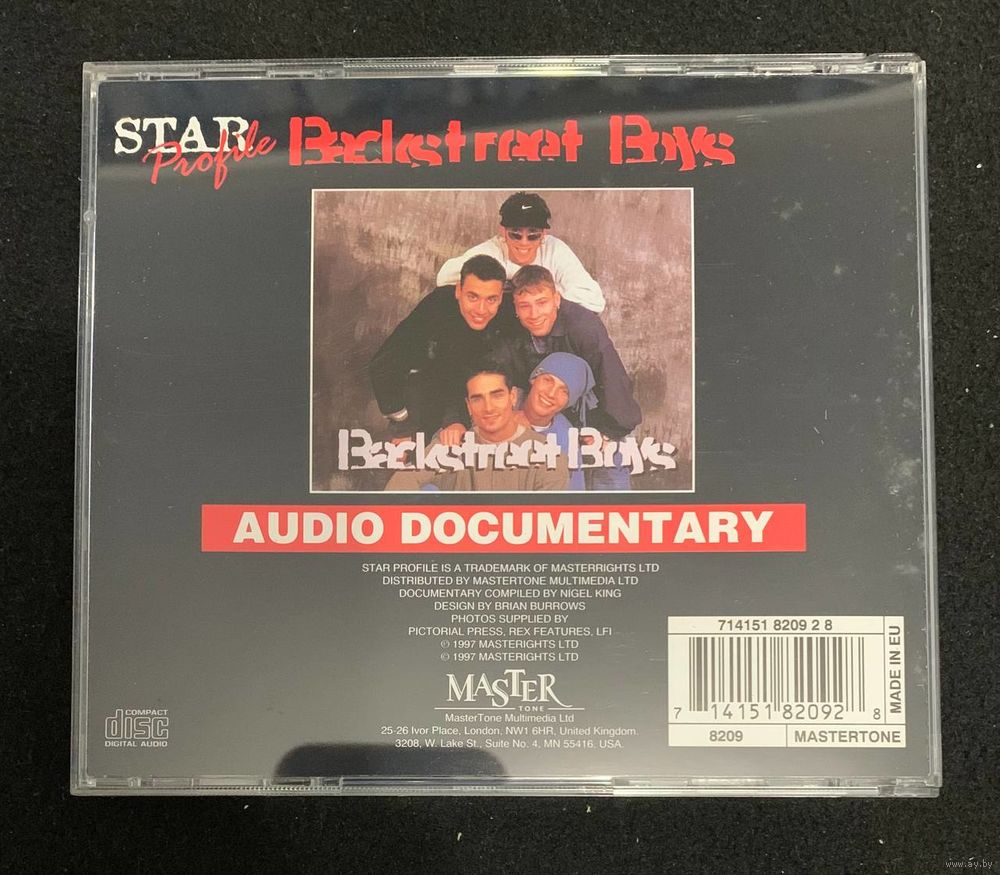 STAR Profile Backstreet Boys
Backstreet Boys
AUDIO DOCUMENTARY
STAR PROFILE IS A TRADEMARK OF MASTERRIGHTS LTD
DISTRIBUTED BY MASTERTONE MULTIMEDIA LTD
DOCUMENTARY COMPILED BY NIGEL KING
DESIGN BY BRIAN BURROWS
PHOTOS SUPPLIED BY
PICTORIAL PRESS, REX FEATURES, LFI
℗ 1997 MASTERIGHTS LTD
© 1997 MASTERIGHTS LTD
MASTER
TONE
MasterTone Multimedia Ltd
25-26 Ivor Place, London, NW1 6HR, United Kingdom.
3208, W. Lake St., Suite No. 4, MN 55416. USA.
COMPACT
disc
DIGITAL AUDIO
714151 8209 2 8
7 14151 82092 8
8209
MASTERTONE
MADE IN EU
www.ay.by